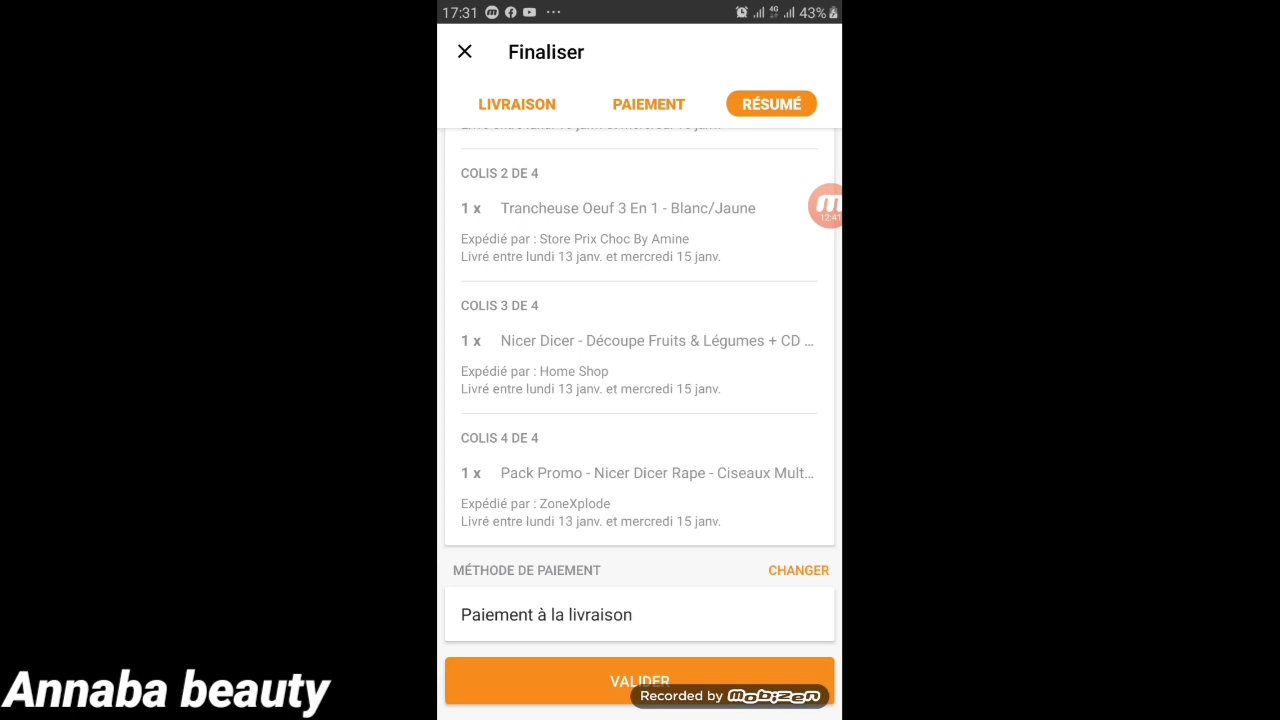 17:31 ... 4G 43%
Finaliser
LIVRAISON PAIEMENT RÉSUMÉ
COLIS 2 DE 4
1 x Trancheuse Oeuf 3 En 1 - Blanc/Jaune
12:41
Expédié par : Store Prix Choc By Amine
Livré entre lundi 13 janv. et mercredi 15 janv.
COLIS 3 DE 4
1 x Nicer Dicer - Découpe Fruits & Légumes + CD ...
Expédié par : Home Shop
Livré entre lundi 13 janv. et mercredi 15 janv.
COLIS 4 DE 4
1 x Pack Promo - Nicer Dicer Rape - Ciseaux Mult...
Expédié par : ZoneXplode
Livré entre lundi 13 janv. et mercredi 15 janv.
MÉTHODE DE PAIEMENT CHANGER
Paiement à la livraison
VALIDER
Recorded by mobizen
Annaba beauty